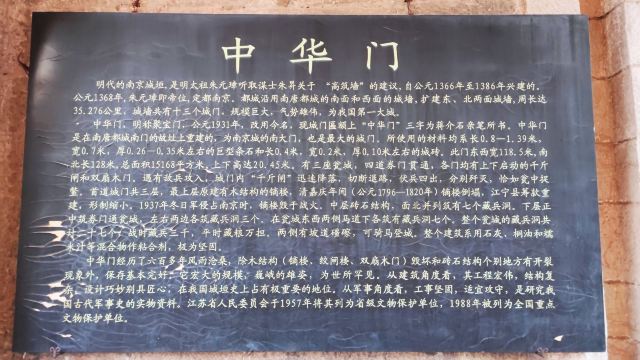 中华门
明代的南京城垣,是明太祖朱元璋听取谋士朱昇关于“高筑墙”的建议,自公元1366年至1386年兴建的。
公元1368年,朱元璋即帝位,定都南京。都城沿用南唐都城的南面和西面的城墙,扩建东、北两面城墙,周长达
35.276公里,城墙共有十三个城门。规模巨大,气势雄伟,为我国第一大城。
中华门,明称聚宝门,公元1931年,改用今名,现城门匾额上“中华门”三字为蒋介石亲笔所书。中华门
是在南唐都城南门的故址上重建的,为南京城的南大门,也是最大的城门。所使用的材料均系长0.8—1.39米,
宽0.7米,厚0.26—0.35米左右的巨型条石和长0.4米,宽0.2米,厚0.10米左右的城砖。此门东西宽118.5米,南
北长128米,总面积15168平方米,上下高达20.45米。有三座瓮城,四道券门贯通,各门均有上下启动的千斤
闸和双扇木门。遇有敌兵攻入,城门内“千斤闸”迅速降落,切断退路,伏兵四出,分别歼灭,恰如瓮中捉
鳖。首道城门共三层,最上层原建有木结构的镝楼,清嘉庆年间(公元1796—1820年)镝楼倒塌,江宁县筹款重
建,形制缩小。1937年冬日军侵占南京时,镝楼毁于战火。中层砖石结构,面北并列筑有七个藏兵洞。下层正
中筑券门通瓮城,左右两边各筑藏兵洞三个。在瓮城东西两侧马道下各筑有藏兵洞七个。整个瓮城的藏兵洞共
计二十七个,战时藏兵三千,平时藏粮万担。两侧有坡道礓磜,可骑马登城。整个建筑系用石灰、桐油和糯
米汁等混合物作粘合剂,极为坚固。
中华门经历了六百多年风雨沧桑,除木结构(镝楼、绞闸楼、双扇木门)毁坏和砖石结构个别地方有开裂
现象外,保存基本完好。它宏大的规模,巍峨的雄姿,为世所罕见。从建筑角度看,其工程宏伟,结构复
杂,设计巧妙别具匠心,在我国城垣史上占有极重要的地位。从军事角度看,工事坚固,适宜攻守,是研究我
国古代军事史的实物资料。江苏省人民委员会于1957年将其列为省级文物保护单位,1988年被列为全国重点
文物保护单位。